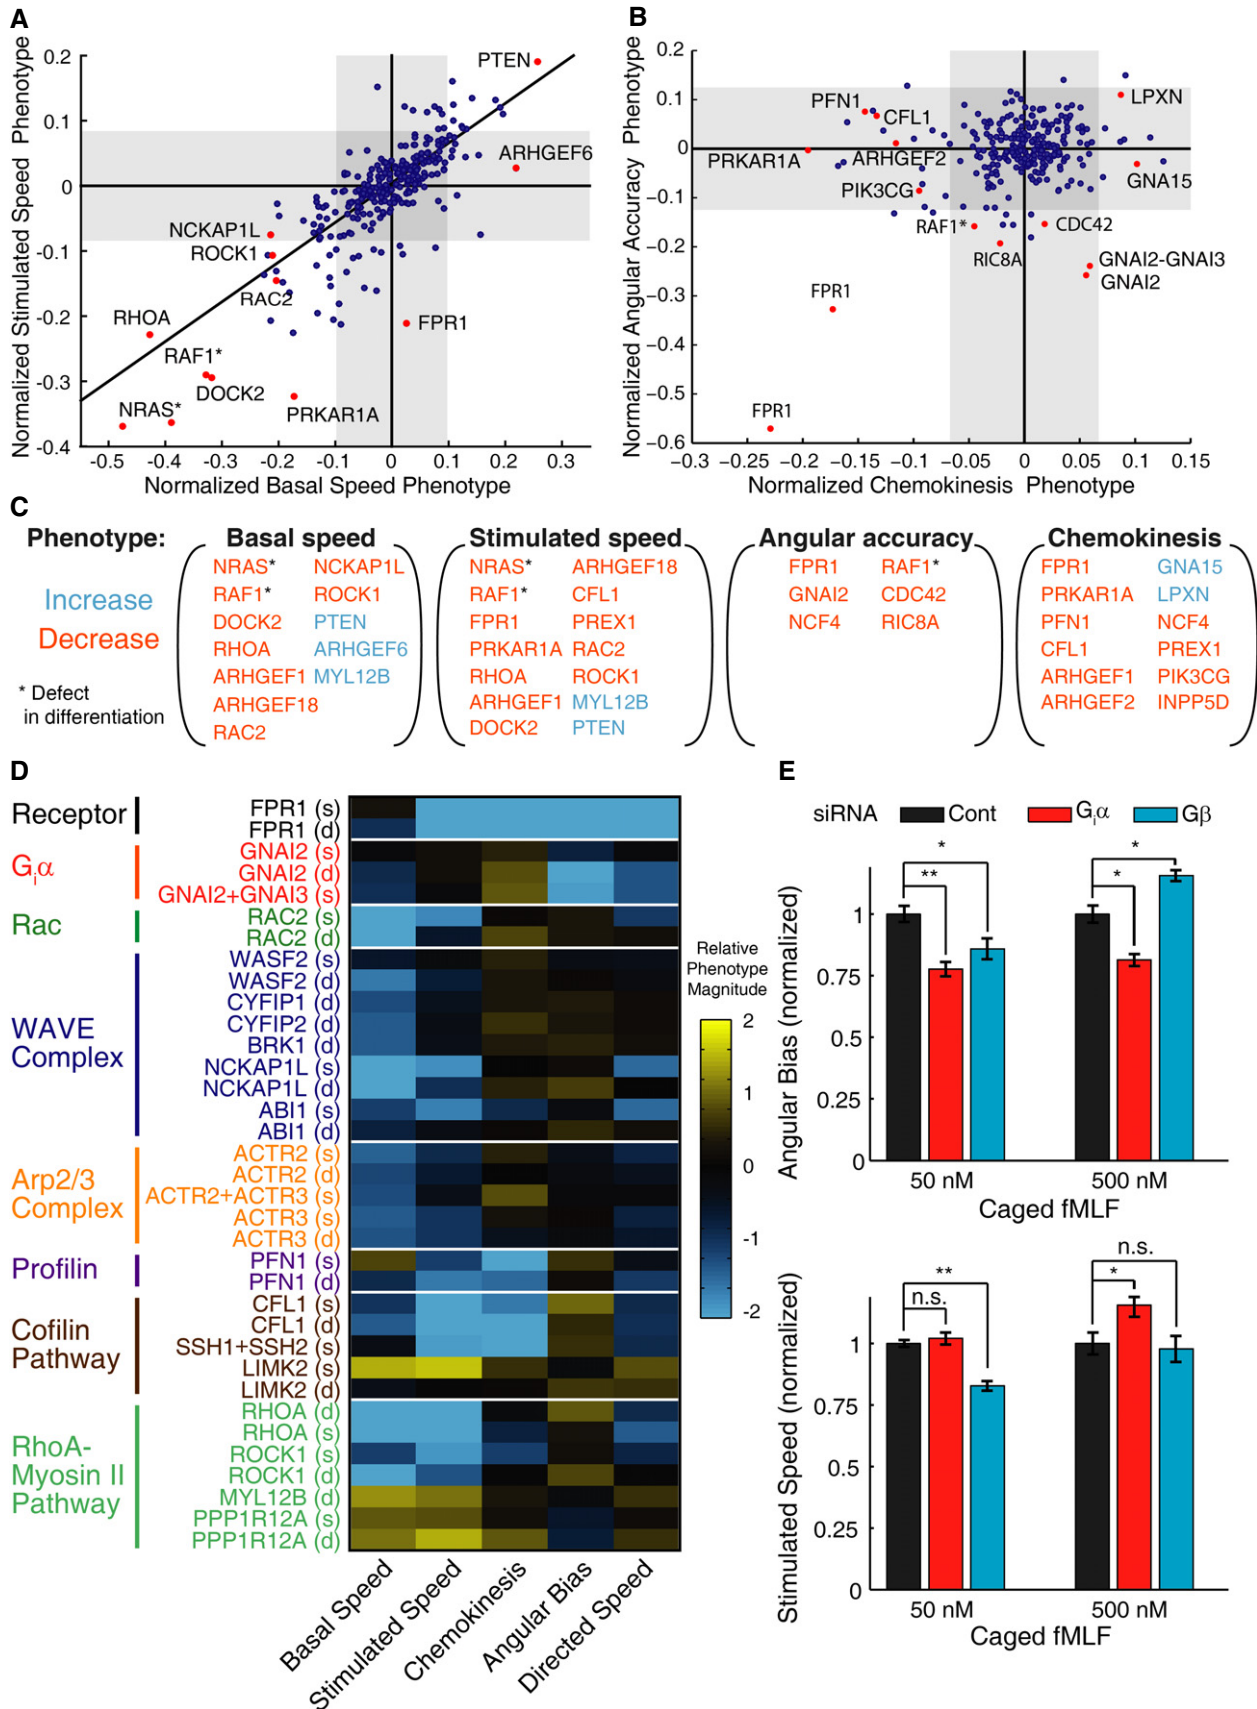 A
Normalized Stimulated Speed Phenotype
0.2
0.1
0
-0.1
-0.2
-0.3
-0.4
-0.5
-0.4
-0.3
-0.2
-0.1
0
0.1
0.2
0.3
Normalized Basal Speed Phenotype
PTEN
ARHGEF6
NCKAP1L
ROCK1
RAC2
RHOA
FPR1
RAF1*
DOCK2
NRAS*
PRKAR1A
B
Normalized Angular Accuracy Phenotype
0.2
0.1
0
−0.1
−0.2
−0.3
−0.4
−0.5
−0.6
−0.3
−0.25
−0.2
−0.15
−0.1
−0.05
0
0.05
0.1
0.15
Normalized Chemokinesis Phenotype
PFN1
CFL1
LPXN
PRKAR1A
ARHGEF2
GNA15
PIK3CG
RAF1*
CDC42
RIC8A
GNAI2-GNAI3
GNAI2
FPR1
FPR1
C
Phenotype:
Increase
Decrease
* Defect
in differentiation
Basal speed
NRAS* NCKAP1L
RAF1* ROCK1
DOCK2 PTEN
RHOA ARHGEF6
ARHGEF1 MYL12B
ARHGEF18
RAC2
Stimulated speed
NRAS* ARHGEF18
RAF1* CFL1
FPR1 PREX1
PRKAR1A RAC2
RHOA ROCK1
ARHGEF1 MYL12B
DOCK2 PTEN
Angular accuracy
FPR1 RAF1*
GNAI2 CDC42
NCF4 RIC8A
Chemokinesis
FPR1 GNA15
PRKAR1A LPXN
PFN1 NCF4
CFL1 PREX1
ARHGEF1 PIK3CG
ARHGEF2 INPP5D
D
Receptor
FPR1 (s)
FPR1 (d)
Giα
GNAI2 (s)
GNAI2 (d)
GNAI2+GNAI3 (s)
Rac
RAC2 (s)
RAC2 (d)
WAVE
Complex
WASF2 (s)
WASF2 (d)
CYFIP1 (d)
CYFIP2 (d)
BRK1 (d)
NCKAP1L (s)
NCKAP1L (d)
ABI1 (s)
ABI1 (d)
Arp2/3
Complex
ACTR2 (s)
ACTR2 (d)
ACTR2+ACTR3 (s)
ACTR3 (s)
ACTR3 (d)
Profilin
PFN1 (s)
PFN1 (d)
Cofilin
Pathway
CFL1 (s)
CFL1 (d)
SSH1+SSH2 (s)
LIMK2 (s)
LIMK2 (d)
RhoA-
Myosin II
Pathway
RHOA (d)
RHOA (s)
ROCK1 (s)
ROCK1 (d)
MYL12B (d)
PPP1R12A (s)
PPP1R12A (d)
Basal Speed
Stimulated Speed
Chemokinesis
Angular Bias
Directed Speed
Relative
Phenotype
Magnitude
2
1
0
-1
-2
E
siRNA Cont Giα Gβ
Angular Bias (normalized)
1
0.75
0.5
0.25
0
*
**
*
*
50 nM 500 nM
Caged fMLF
Stimulated Speed (normalized)
1
0.75
0.5
0.25
0
**
n.s.
n.s.
*
50 nM 500 nM
Caged fMLF